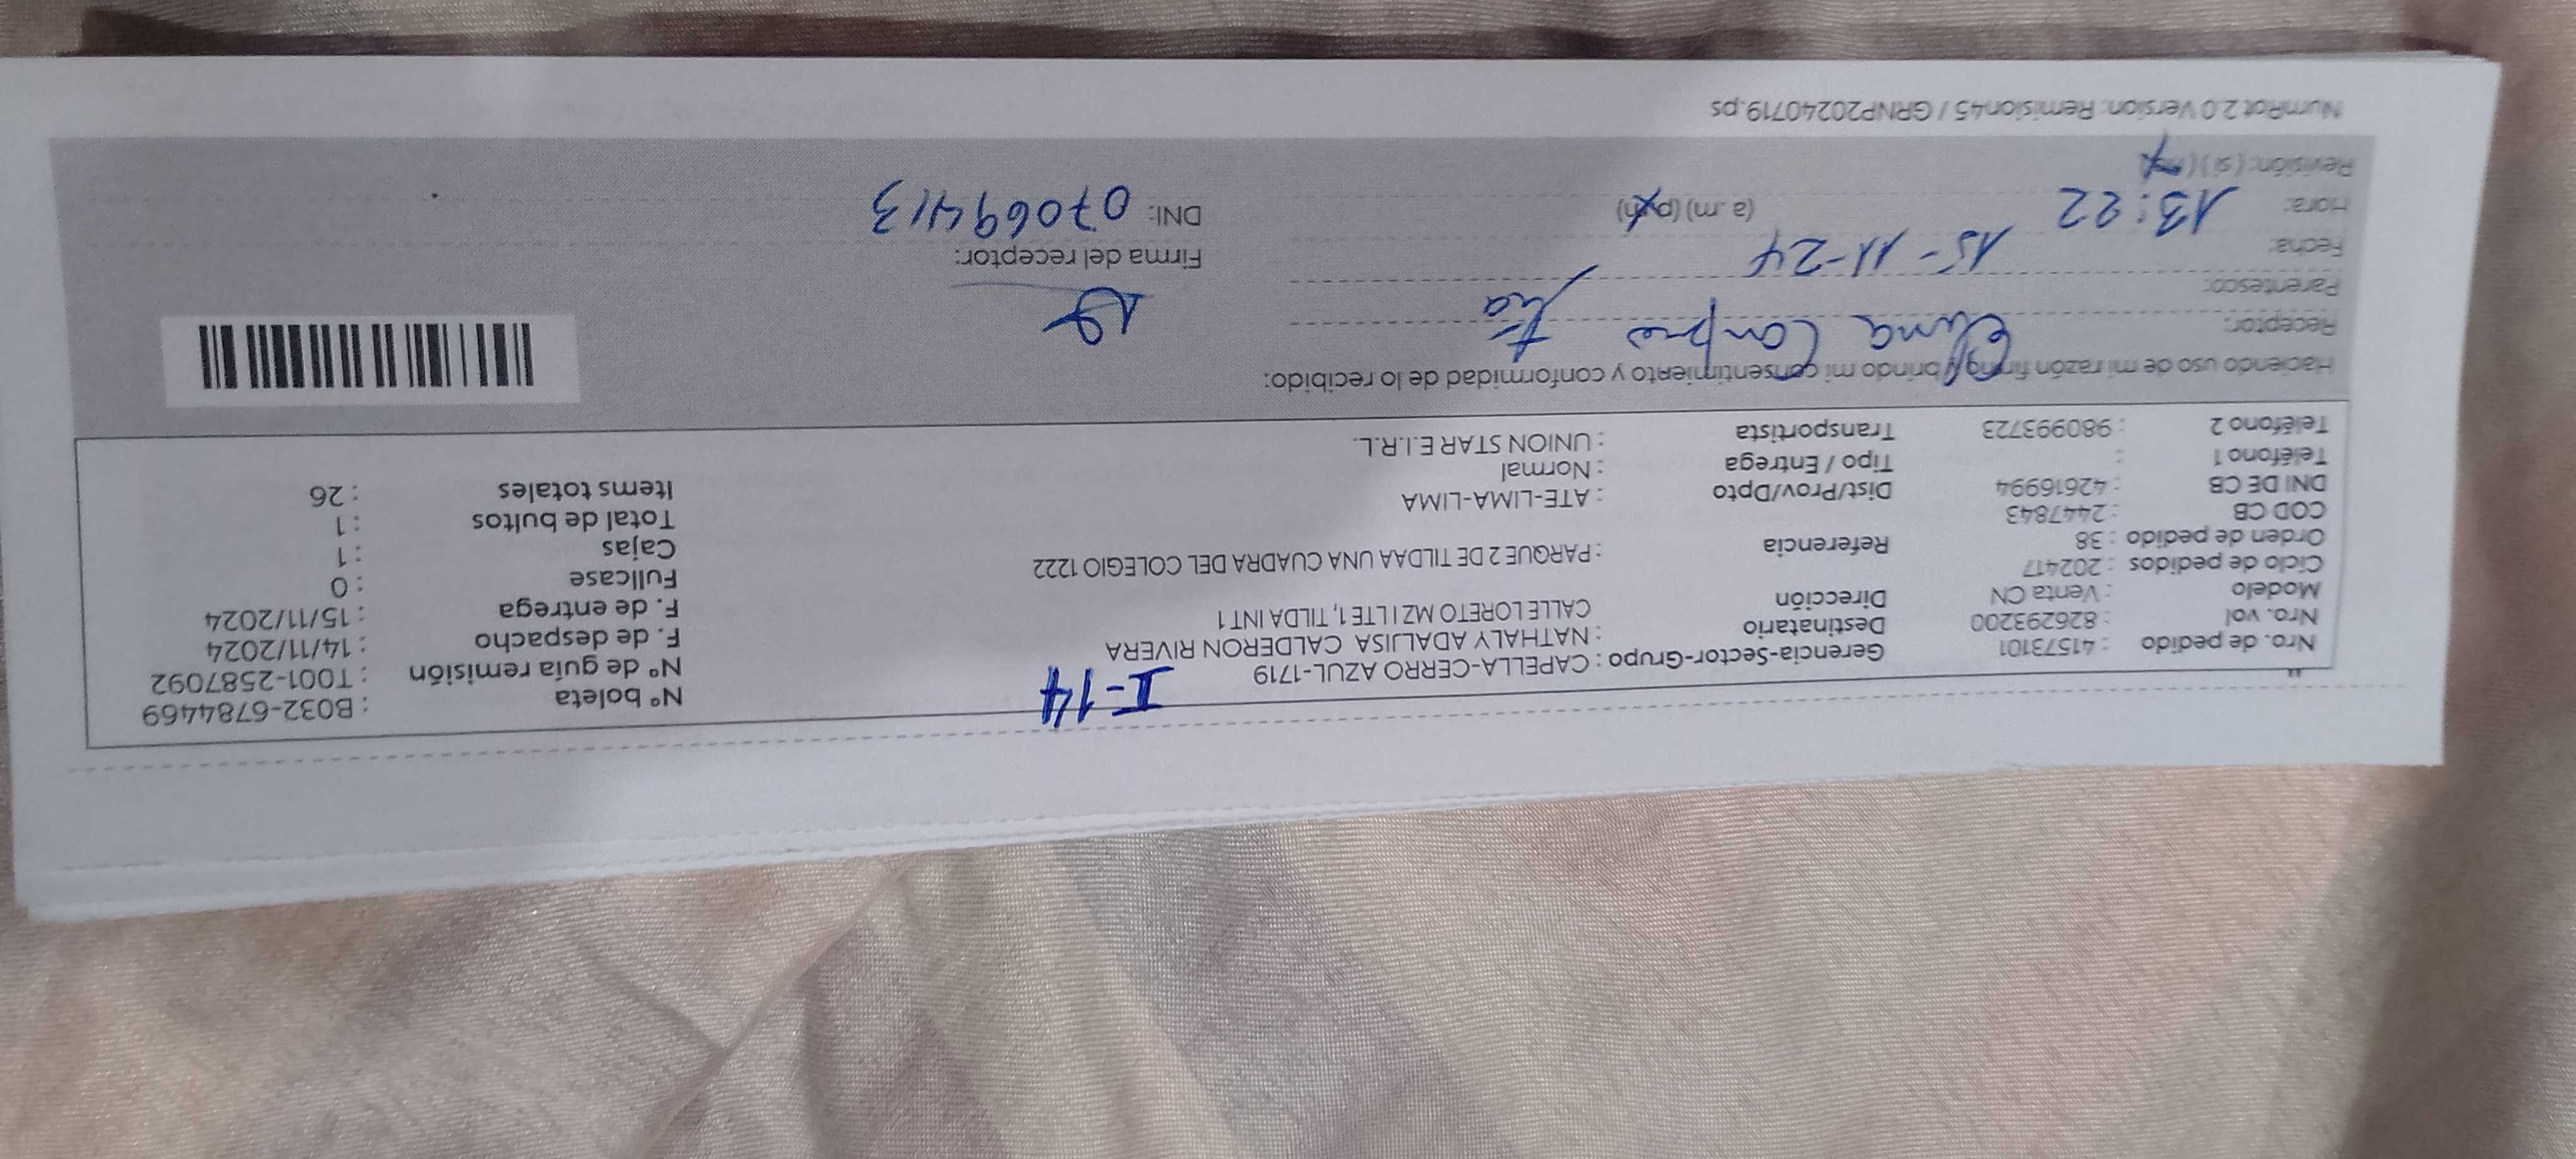 I-14
Nro. de pedido : 41573101 Gerencia-Sector-Grupo : CAPELLA-CERRO AZUL-1719 N° boleta : B032-6784469
Nro. vol : 826293200 Destinatario : NATHALY ADALJISA CALDERON RIVERA N° de guía remisión : T001-2587092
Modelo : Venta CN Dirección CALLE LORETO MZ I LTE 1, TILDA INT 1 F. de despacho : 14/11/2024
Ciclo de pedidos : 202417 F. de entrega : 15/11/2024
Orden de pedido : 38 Referencia : PARQUE 2 DE TILDAA UNA CUADRA DEL COLEGIO 1222 Fullcase : 0
COD CB : 2447843 Cajas : 1
DNI DE CB : 42616994 Dist/Prov/Dpto : ATE-LIMA-LIMA Total de bultos : 1
Teléfono 1 : Tipo / Entrega : Normal Items totales : 26
Teléfono 2 : 980993723 Transportista : UNION STAR E.I.R.L.
Haciendo uso de mi razón firmo y brindo mi consentimiento y conformidad de lo recibido:
Receptor:
Parentesco: tía Firma del receptor:
Fecha: 15-11-24
Hora: 13:22 (a.m) (p.m) DNI: 07069413
Revisión: (si) (no)
NumRot 2.0 Version: Remision45 / GRNP20240719.ps